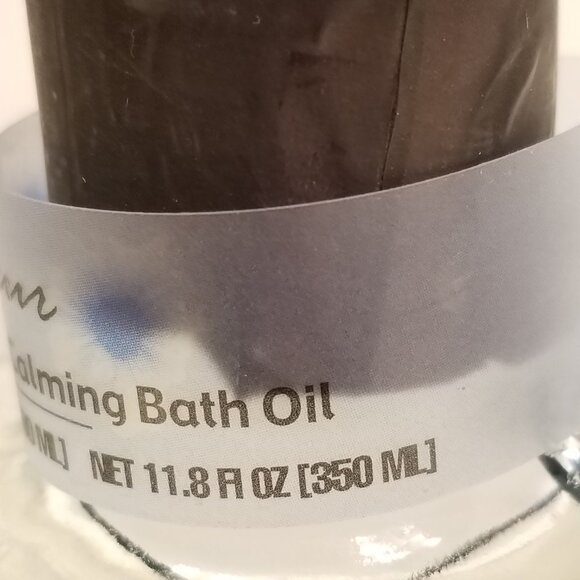 Calming Bath Oil
ML] NET 11.8 Fl OZ [350 ML]